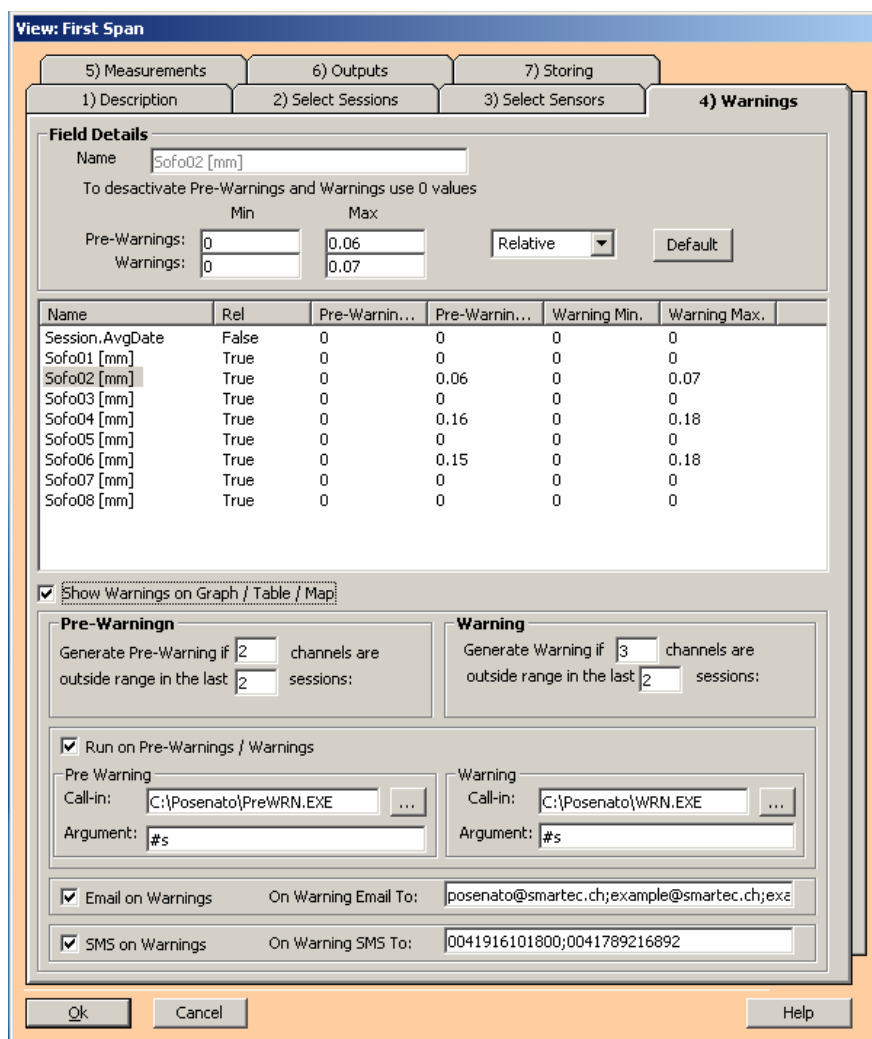 View: First Span
5) Measurements 6) Outputs 7) Storing
1) Description 2) Select Sessions 3) Select Sensors 4) Warnings
Field Details
Name Sofo02 [mm]
To desactivate Pre-Warnings and Warnings use 0 values
Min Max
Pre-Warnings: 0 0.06 Relative Default
Warnings: 0 0.07
Name Rel Pre-Warnin... Pre-Warnin... Warning Min. Warning Max.
Session.AvgDate False 0 0 0 0
Sofo01 [mm] True 0 0 0 0
Sofo02 [mm] True 0 0.06 0 0.07
Sofo03 [mm] True 0 0 0 0
Sofo04 [mm] True 0 0.16 0 0.18
Sofo05 [mm] True 0 0 0 0
Sofo06 [mm] True 0 0.15 0 0.18
Sofo07 [mm] True 0 0 0 0
Sofo08 [mm] True 0 0 0 0
Show Warnings on Graph / Table / Map
Pre-Warningn
Generate Pre-Warning if 2 channels are
outside range in the last 2 sessions:
Warning
Generate Warning if 3 channels are
outside range in the last 2 sessions:
Run on Pre-Warnings / Warnings
Pre Warning
Call-in: C:\Posenato\PreWRN.EXE ...
Argument: #s
Warning
Call-in: C:\Posenato\WRN.EXE ...
Argument: #s
Email on Warnings On Warning Email To: posenato@smartec.ch;example@smartec.ch;exa
SMS on Warnings On Warning SMS To: 0041916101800;0041789216892
Ok Cancel Help